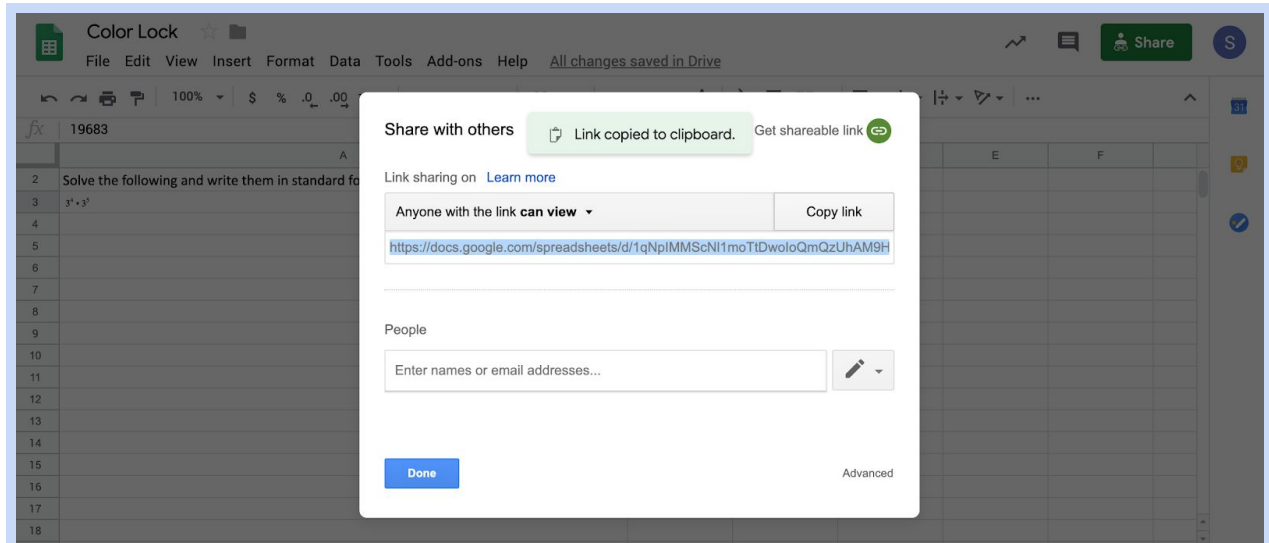 Color Lock
Share
S
File Edit View Insert Format Data Tools Add-ons Help All changes saved in Drive
100% $ % .0 .00
31
fx 19683
Share with others
Link copied to clipboard.
Get shareable link
A E F
2 Solve the following and write them in standard fo
Link sharing on Learn more
3
Anyone with the link can view Copy link
4
5 https://docs.google.com/spreadsheets/d/1qNpIMMScNl1moTtDwoIoQmQzUhAM9H
6
7
8
9 People
10
11 Enter names or email addresses...
12
13
14
15
Done Advanced
16
17
18